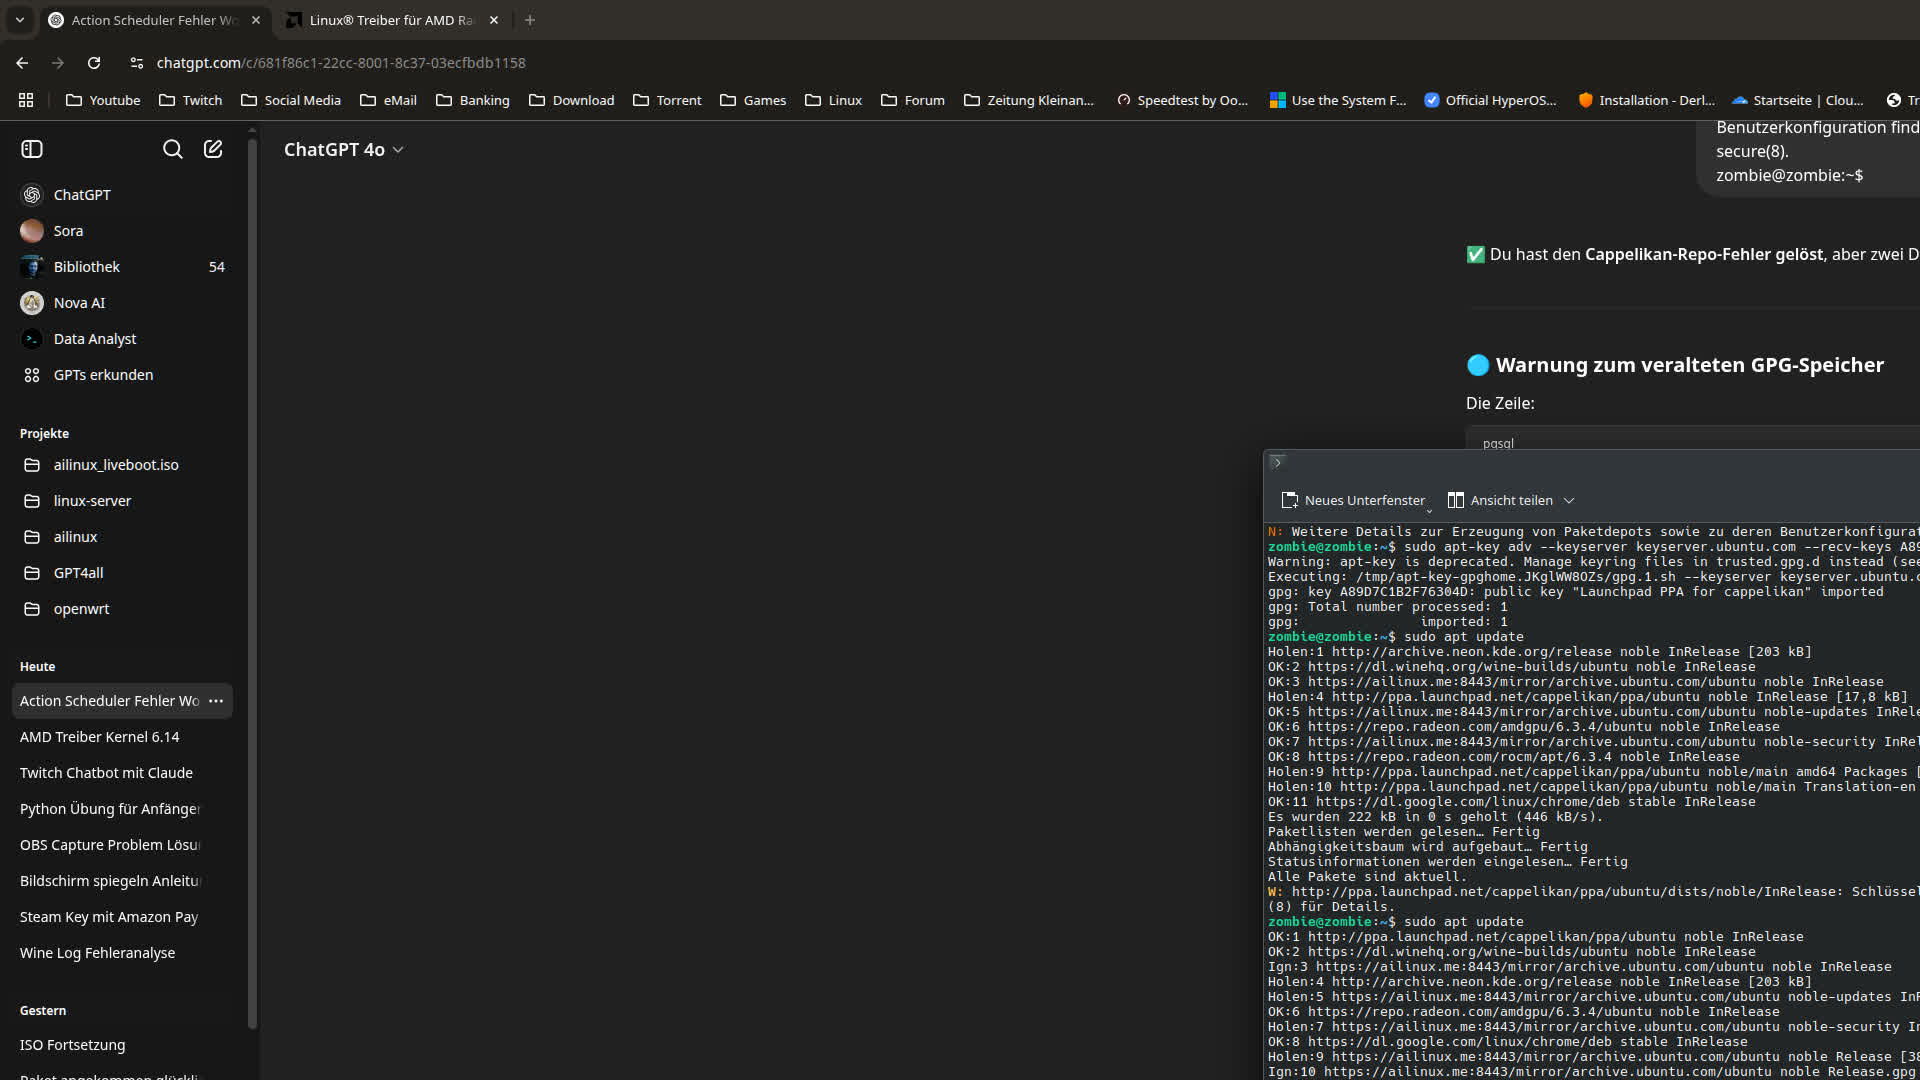 Action Scheduler Fehler Wo
Linux® Treiber für AMD Ra
chatgpt.com/c/681f86c1-22cc-8001-8c37-03ecfbdb1158
Youtube
Twitch
Social Media
eMail
Banking
Download
Torrent
Games
Linux
Forum
Zeitung Kleinan...
Speedtest by Oo...
Use the System F...
Official HyperOS...
Installation - Derl...
Startseite | Clou...
Tr
ChatGPT
Sora
Bibliothek 54
Nova AI
Data Analyst
GPTs erkunden
Projekte
ailinux_liveboot.iso
linux-server
ailinux
GPT4all
openwrt
Heute
Action Scheduler Fehler Wo
AMD Treiber Kernel 6.14
Twitch Chatbot mit Claude
Python Übung für Anfänger
OBS Capture Problem Lösu
Bildschirm spiegeln Anleitu
Steam Key mit Amazon Pay
Wine Log Fehleranalyse
Gestern
ISO Fortsetzung
ChatGPT 4o
Benutzerkonfiguration find
secure(8).
zombie@zombie:~$
✅ Du hast den Cappelikan-Repo-Fehler gelöst, aber zwei D
🔵 Warnung zum veralteten GPG-Speicher
Die Zeile:
pgsql
Neues Unterfenster
Ansicht teilen
N: Weitere Details zur Erzeugung von Paketdepots sowie zu deren Benutzerkonfigurat
zombie@zombie:~$ sudo apt-key adv --keyserver keyserver.ubuntu.com --recv-keys A89
Warning: apt-key is deprecated. Manage keyring files in trusted.gpg.d instead (see
Executing: /tmp/apt-key-gpghome.JKglWW8OZs/gpg.1.sh --keyserver keyserver.ubuntu.c
gpg: key A89D7C1B2F76304D: public key "Launchpad PPA for cappelikan" imported
gpg: Total number processed: 1
gpg:               imported: 1
zombie@zombie:~$ sudo apt update
Holen:1 http://archive.neon.kde.org/release noble InRelease [203 kB]
OK:2 https://dl.winehq.org/wine-builds/ubuntu noble InRelease
OK:3 https://ailinux.me:8443/mirror/archive.ubuntu.com/ubuntu noble InRelease
Holen:4 http://ppa.launchpad.net/cappelikan/ppa/ubuntu noble InRelease [17,8 kB]
OK:5 https://ailinux.me:8443/mirror/archive.ubuntu.com/ubuntu noble-updates InRele
OK:6 https://repo.radeon.com/amdgpu/6.3.4/ubuntu noble InRelease
OK:7 https://ailinux.me:8443/mirror/archive.ubuntu.com/ubuntu noble-security InRel
OK:8 https://repo.radeon.com/rocm/apt/6.3.4 noble InRelease
Holen:9 http://ppa.launchpad.net/cappelikan/ppa/ubuntu noble/main amd64 Packages [
Holen:10 http://ppa.launchpad.net/cappelikan/ppa/ubuntu noble/main Translation-en
OK:11 https://dl.google.com/linux/chrome/deb stable InRelease
Es wurden 222 kB in 0 s geholt (446 kB/s).
Paketlisten werden gelesen… Fertig
Abhängigkeitsbaum wird aufgebaut… Fertig
Statusinformationen werden eingelesen… Fertig
Alle Pakete sind aktuell.
W: http://ppa.launchpad.net/cappelikan/ppa/ubuntu/dists/noble/InRelease: Schlüssel
(8) für Details.
zombie@zombie:~$ sudo apt update
OK:1 http://ppa.launchpad.net/cappelikan/ppa/ubuntu noble InRelease
OK:2 https://dl.winehq.org/wine-builds/ubuntu noble InRelease
Ign:3 https://ailinux.me:8443/mirror/archive.ubuntu.com/ubuntu noble InRelease
Holen:4 http://archive.neon.kde.org/release noble InRelease [203 kB]
Holen:5 https://ailinux.me:8443/mirror/archive.ubuntu.com/ubuntu noble-updates InR
OK:6 https://repo.radeon.com/amdgpu/6.3.4/ubuntu noble InRelease
Holen:7 https://ailinux.me:8443/mirror/archive.ubuntu.com/ubuntu noble-security In
OK:8 https://dl.google.com/linux/chrome/deb stable InRelease
Holen:9 https://ailinux.me:8443/mirror/archive.ubuntu.com/ubuntu noble Release [38
Ign:10 https://ailinux.me:8443/mirror/archive.ubuntu.com/ubuntu noble Release.gpg